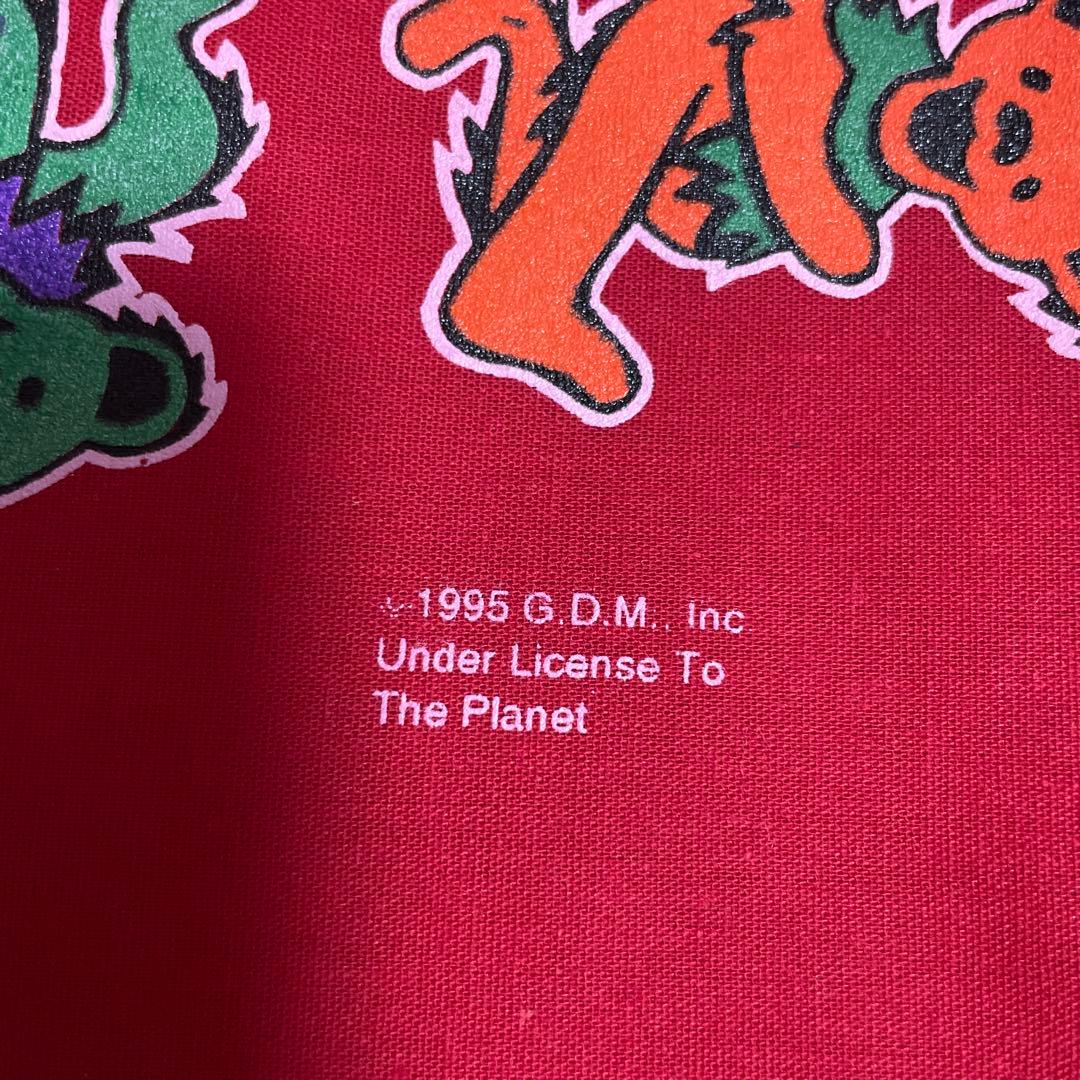 ©1995 G.D.M., Inc.
Under License To
The Planet